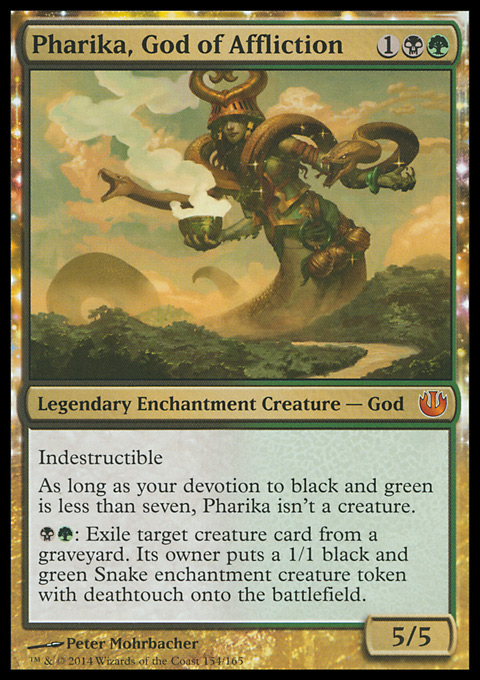 Pharika, God of Affliction 1
Legendary Enchantment Creature — God
Indestructible
As long as your devotion to black and green
is less than seven, Pharika isn't a creature.
: Exile target creature card from a
graveyard. Its owner puts a 1/1 black and
green Snake enchantment creature token
with deathtouch onto the battlefield.
5/5
Peter Mohrbacher
™ & © 2014 Wizards of the Coast 154/165